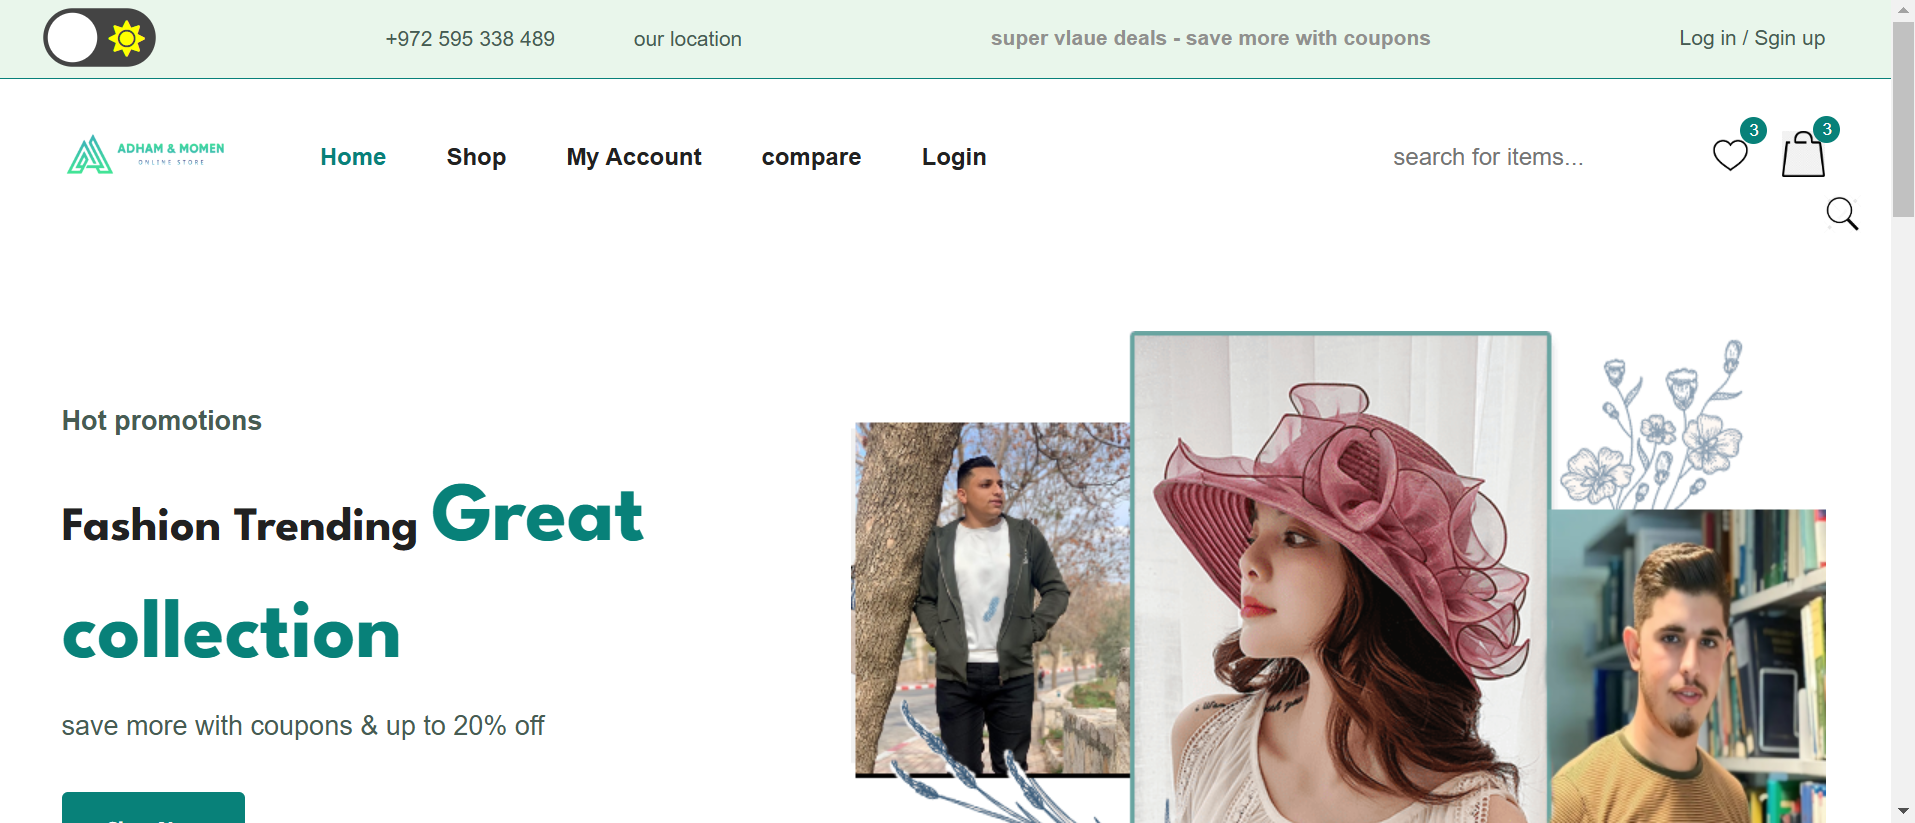 +972 595 338 489 our location super vlaue deals - save more with coupons Log in / Sgin up
ADHAM & MOMEN
ONLINE STORE
Home Shop My Account compare Login search for items... 3 3
Hot promotions
Fashion Trending Great
collection
save more with coupons & up to 20% off